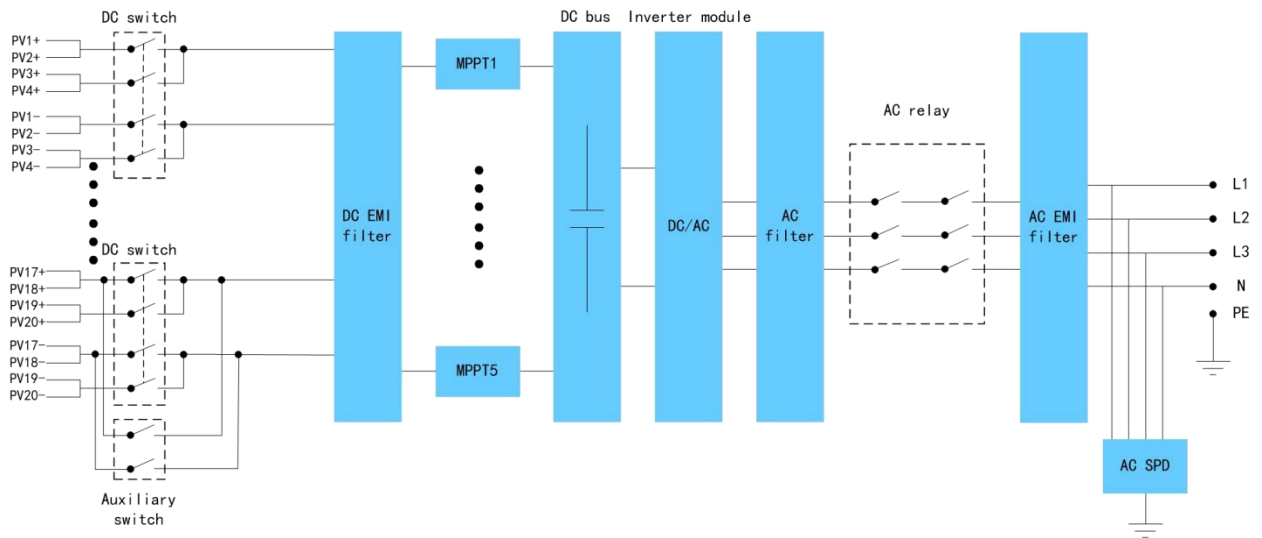 DC switch
PV1+
PV2+
PV3+
PV4+
PV1-
PV2-
PV3-
PV4-
DC switch
PV17+
PV18+
PV19+
PV20+
PV17-
PV18-
PV19-
PV20-
Auxiliary
switch
DC EMI
filter
MPPT1
MPPT5
DC bus
Inverter module
DC/AC
AC
filter
AC relay
AC EMI
filter
L1
L2
L3
N
PE
AC SPD